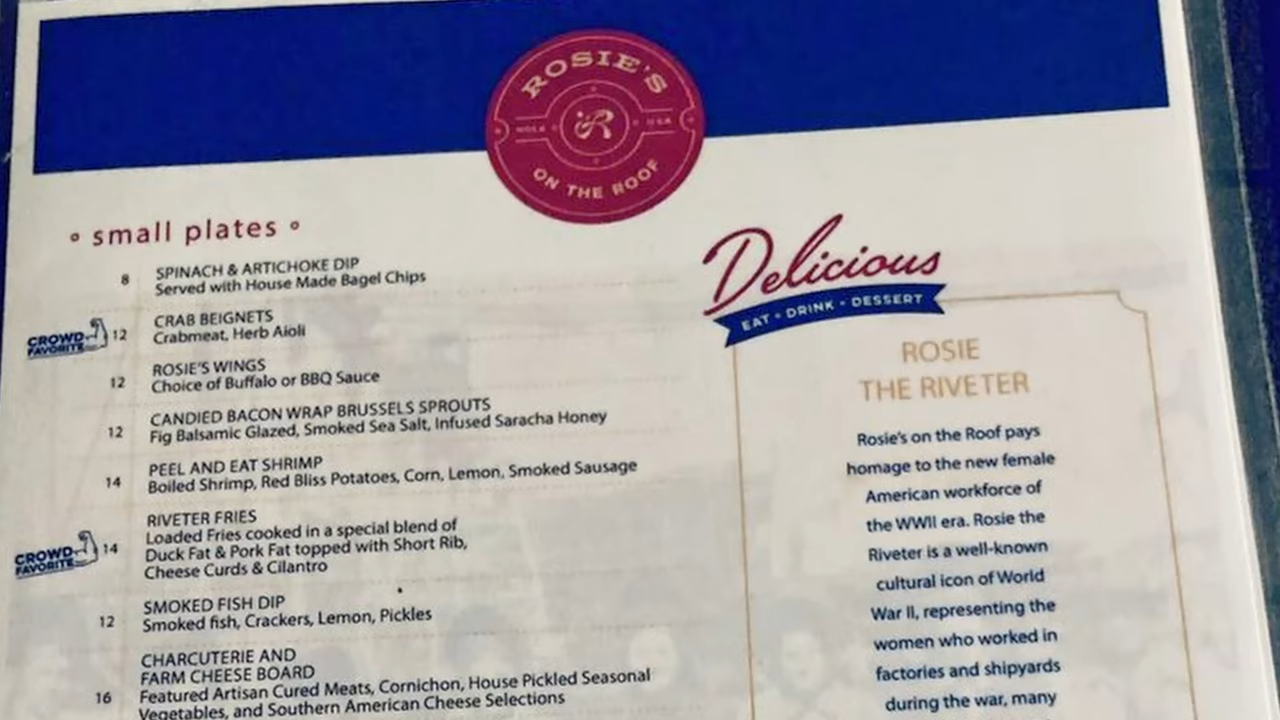 ROSIE'S
NOLA USA
R
ON THE ROOF
small plates
8 SPINACH & ARTICHOKE DIP
Served with House Made Bagel Chips
CROWD FAVORITE
12 CRAB BEIGNETS
Crabmeat, Herb Aioli
12 ROSIE'S WINGS
Choice of Buffalo or BBQ Sauce
12 CANDIED BACON WRAP BRUSSELS SPROUTS
Fig Balsamic Glazed, Smoked Sea Salt, Infused Saracha Honey
14 PEEL AND EAT SHRIMP
Boiled Shrimp, Red Bliss Potatoes, Corn, Lemon, Smoked Sausage
CROWD FAVORITE
14 RIVETER FRIES
Loaded Fries cooked in a special blend of
Duck Fat & Pork Fat topped with Short Rib,
Cheese Curds & Cilantro
12 SMOKED FISH DIP
Smoked fish, Crackers, Lemon, Pickles
16 CHARCUTERIE AND
FARM CHEESE BOARD
Featured Artisan Cured Meats, Cornichon, House Pickled Seasonal
Vegetables, and Southern American Cheese Selections
Delicious
EAT • DRINK • DESSERT
ROSIE
THE RIVETER
Rosie's on the Roof pays
homage to the new female
American workforce of
the WWII era. Rosie the
Riveter is a well-known
cultural icon of World
War II, representing the
women who worked in
factories and shipyards
during the war, many